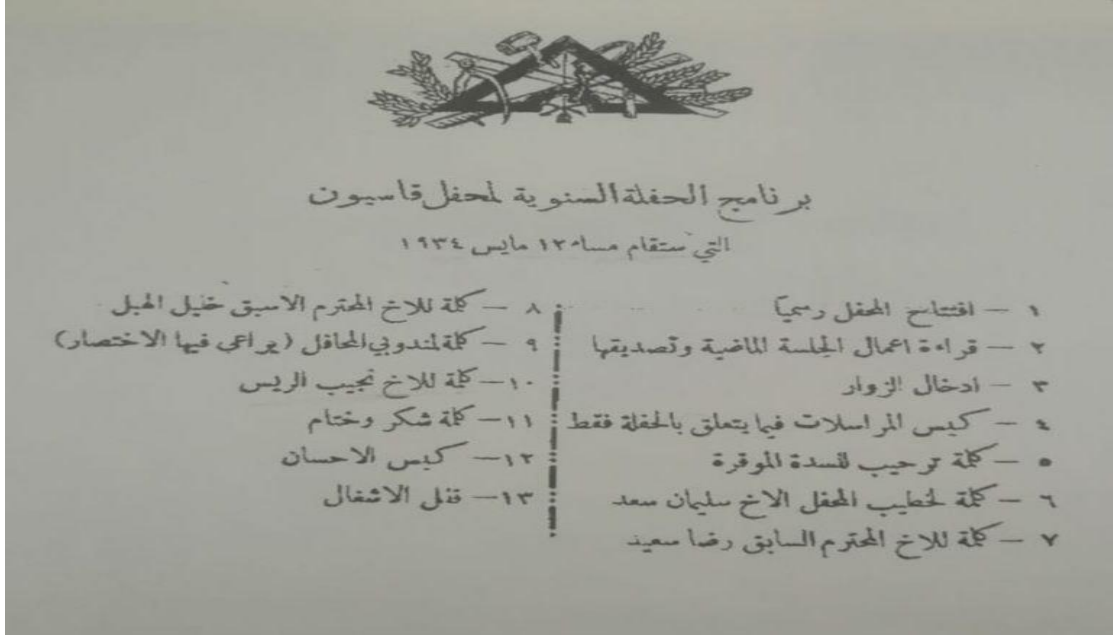 برنامج الحفلة السنوية لمحفل قاسيون
التي ستقام مساء ١٢ مايس ١٩٣٤
١ — افتتاح المحفل رسميا
٢ — قراءة اعمال الجلسة الماضية وتصديقها
٣ — ادخال الزوار
٤ — كيس المراسلات فيما يتعلق بالحفلة فقط
٥ — كلمة ترحيب للسدة الموقرة
٦ — كلمة لخطيب المحفل الاخ سليمان سعد
٧ — كلمة للاخ المحترم السابق رضا سعيد
٨ — كلمة للاخ المحترم الاسبق خليل الهبل
٩ — كلمة لمندوبي المحافل (يراعى فيها الاختصار)
١٠— كلمة للاخ نجيب الريس
١١— كلمة شكر وختام
١٢— كيس الاحسان
١٣— قفل الاشغال